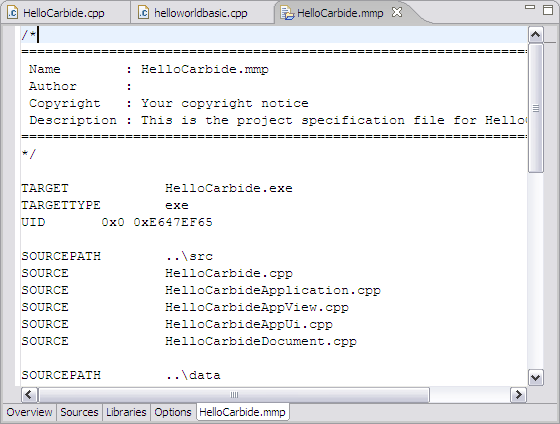 HelloCarbide.cpp helloworldbasic.cpp HelloCarbide.mmp
/*
============================================================
Name : HelloCarbide.mmp
Author :
Copyright : Your copyright notice
Description : This is the project specification file for
============================================================
*/
TARGET HelloCarbide.exe
TARGETTYPE exe
UID 0x0 0xE647EF65
SOURCEPATH ..\src
SOURCE HelloCarbide.cpp
SOURCE HelloCarbideApplication.cpp
SOURCE HelloCarbideAppView.cpp
SOURCE HelloCarbideAppUi.cpp
SOURCE HelloCarbideDocument.cpp
SOURCEPATH ..\data
Overview Sources Libraries Options HelloCarbide.mmp